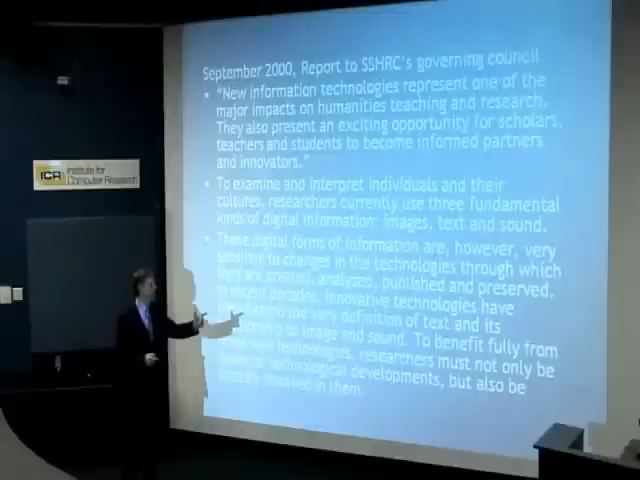 September 2000, Report to SSHRC's governing council
• "New information technologies represent one of the
major impacts on humanities teaching and research.
They also present an exciting opportunity for scholars,
teachers and students to become informed partners
and innovators."
• To examine and interpret individuals and their
cultures, researchers currently use three fundamental
kinds of digital information: images, text and sound.
• These digital forms of information are, however, very
sensitive to changes in the technologies through which
they are created, analysed, published and preserved.
In recent decades, innovative technologies have
the very definition of text and its
to image and sound. To benefit fully from
technologies, researchers must not only be
technological developments, but also be
involved in them.
ICR Institute for
Computer Research